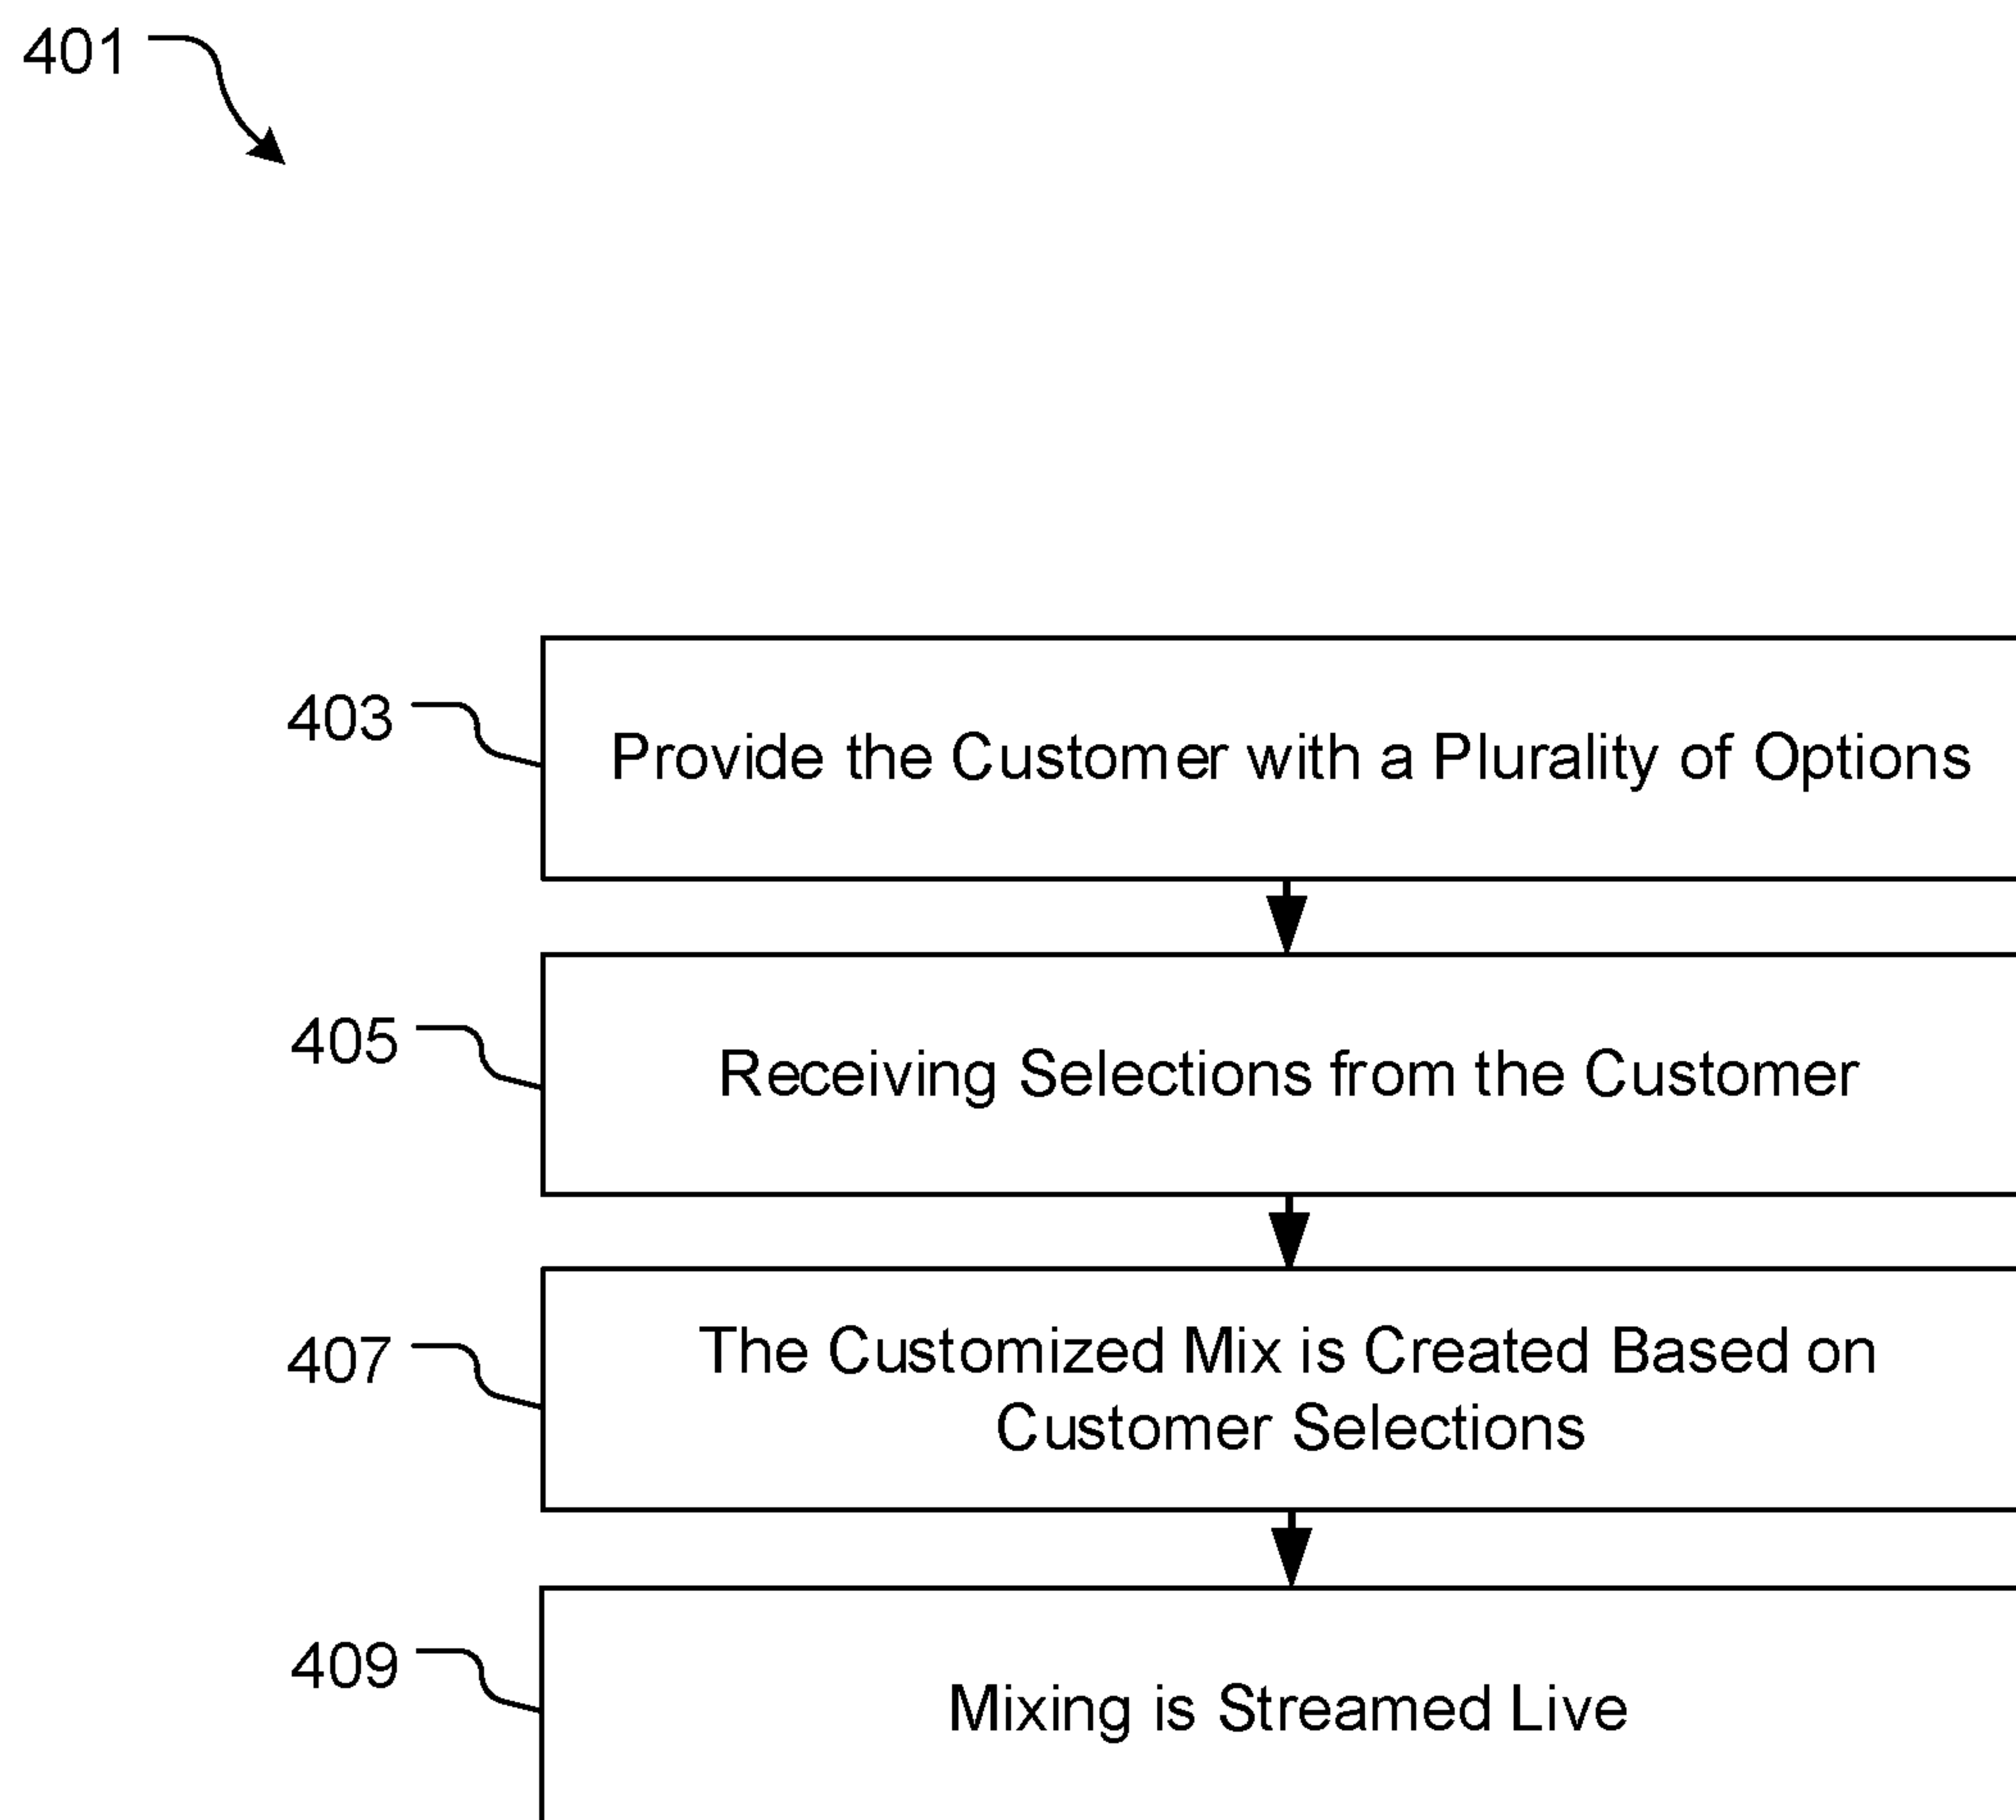 401
403
Provide the Customer with a Plurality of Options
405
Receiving Selections from the Customer
407
The Customized Mix is Created Based on
Customer Selections
409
Mixing is Streamed Live